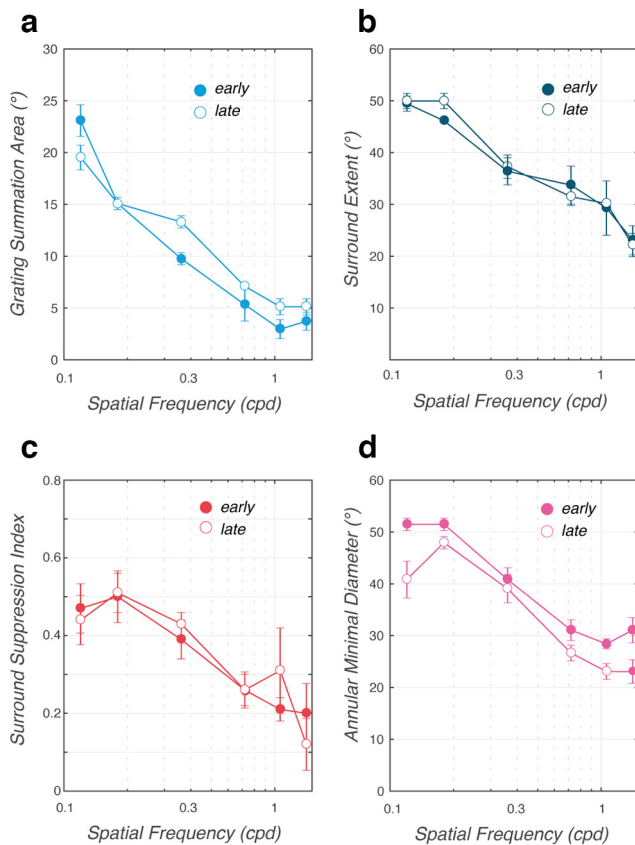 a
30
25
20
15
10
5
0
Grating Summation Area (°)
early
late
0.1
0.3
1
Spatial Frequency (cpd)
b
60
50
40
30
20
10
0
Surround Extent (°)
early
late
0.1
0.3
1
Spatial Frequency (cpd)
c
0.8
0.6
0.4
0.2
0
Surround Suppression Index
early
late
0.1
0.3
1
Spatial Frequency (cpd)
d
60
50
40
30
20
10
0
Annular Minimal Diameter (°)
early
late
0.1
0.3
1
Spatial Frequency (cpd)